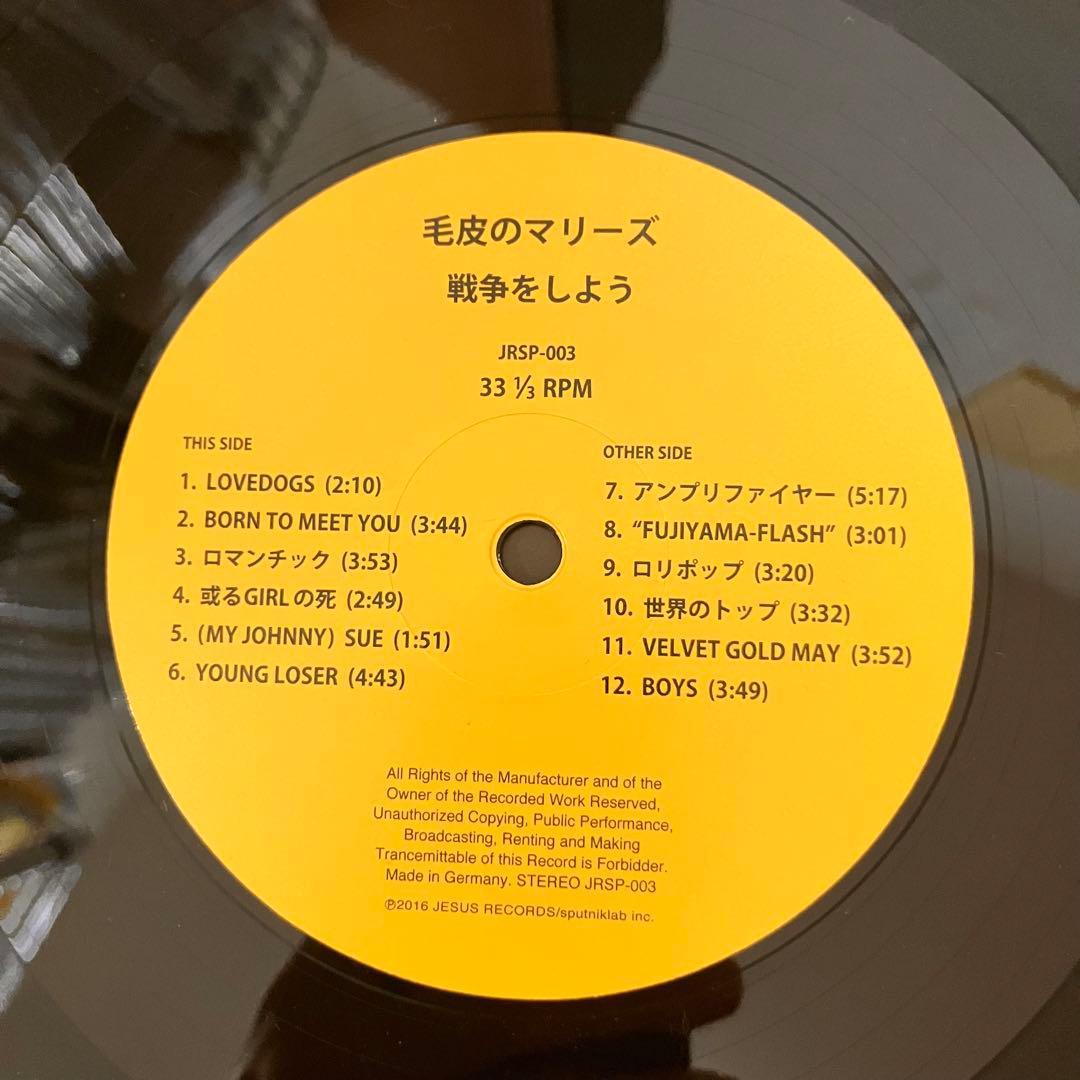 毛皮のマリーズ
戦争をしよう
JRSP-003
33 ⅓ RPM
THIS SIDE
1. LOVEDOGS (2:10)
2. BORN TO MEET YOU (3:44)
3. ロマンチック (3:53)
4. 或るGIRLの死 (2:49)
5. (MY JOHNNY) SUE (1:51)
6. YOUNG LOSER (4:43)
OTHER SIDE
7. アンプリファイヤー (5:17)
8. “FUJIYAMA-FLASH” (3:01)
9. ロリポップ (3:20)
10. 世界のトップ (3:32)
11. VELVET GOLD MAY (3:52)
12. BOYS (3:49)
All Rights of the Manufacturer and of the
Owner of the Recorded Work Reserved,
Unauthorized Copying, Public Performance,
Broadcasting, Renting and Making
Trancemittable of this Record is Forbidder.
Made in Germany. STEREO JRSP-003
℗2016 JESUS RECORDS/sputniklab inc.